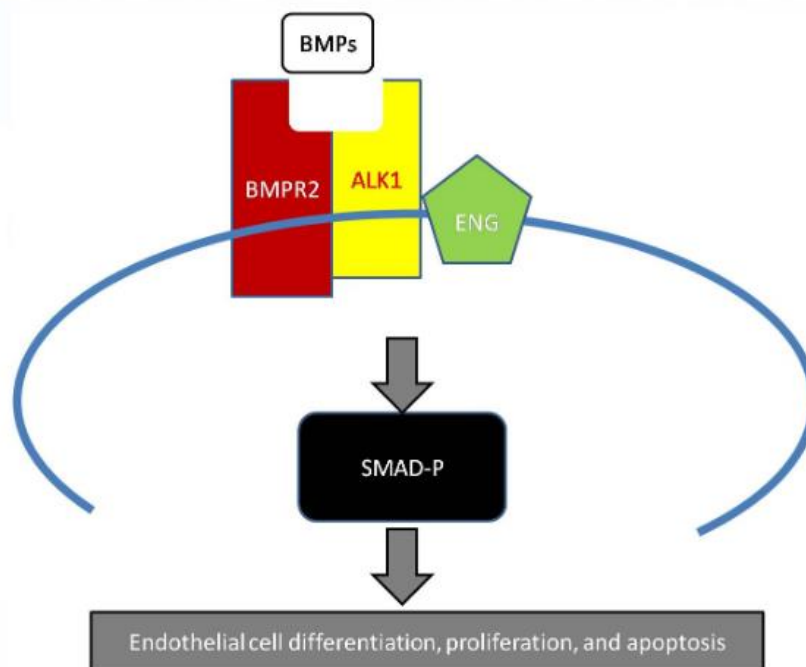 BMPs
BMPR2
ALK1
ENG
SMAD-P
Endothelial cell differentiation, proliferation, and apoptosis